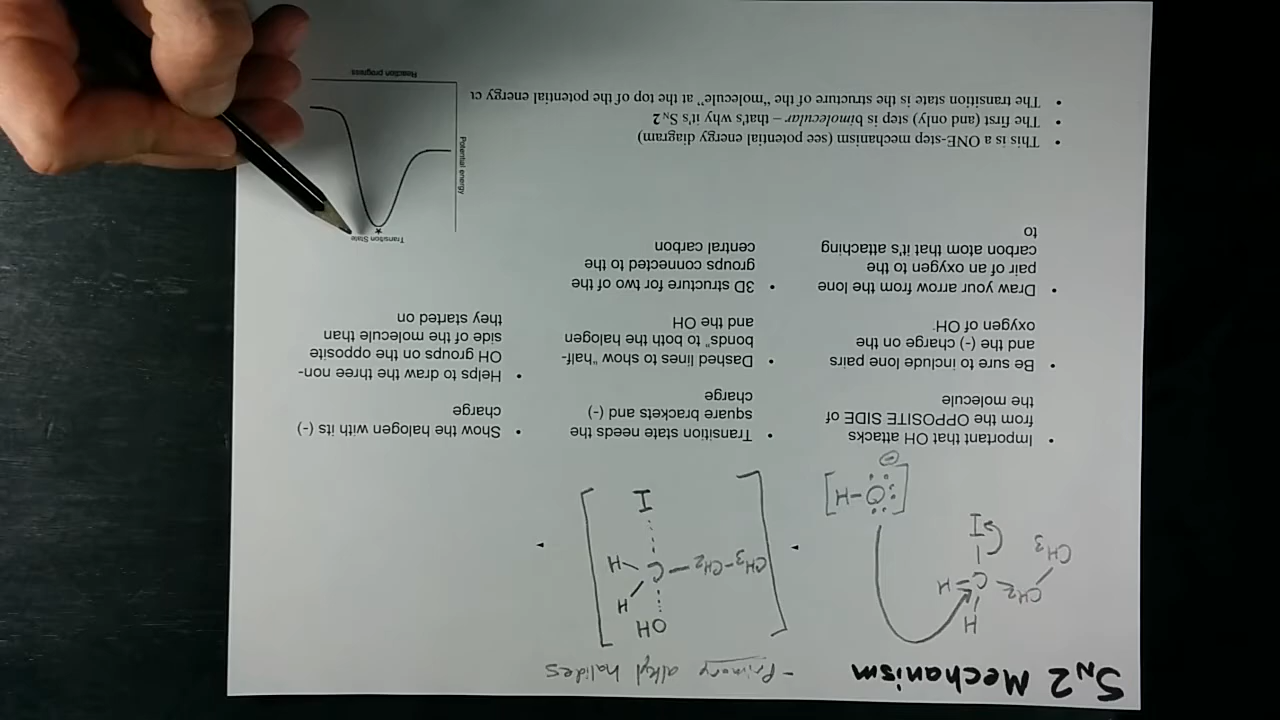 SN2 Mechanism
- Primary alkyl halides
H
C
H
CH2
CH3
I
[:O-H]
⊖
OH
H
CH3-CH2-C-H
I
• Important that OH attacks
from the OPPOSITE SIDE of
the molecule
• Be sure to include lone pairs
and the (-) charge on the
oxygen of OH-
• Draw your arrow from the lone
pair of an oxygen to the
carbon atom that it's attaching
to
• Transition state needs the
square brackets and (-)
charge
• Dashed lines to show "half-
bonds" to both the halogen
and the OH
• 3D structure for two of the
groups connected to the
central carbon
• Show the halogen with its (-)
charge
• Helps to draw the three non-
OH groups on the opposite
side of the molecule than
they started on
• This is a ONE-step mechanism (see potential energy diagram)
• The first (and only) step is bimolecular – that's why it's SN2
• The transition state is the structure of the "molecule" at the top of the potential energy cu
Transition State
Potential energy
Reaction progress